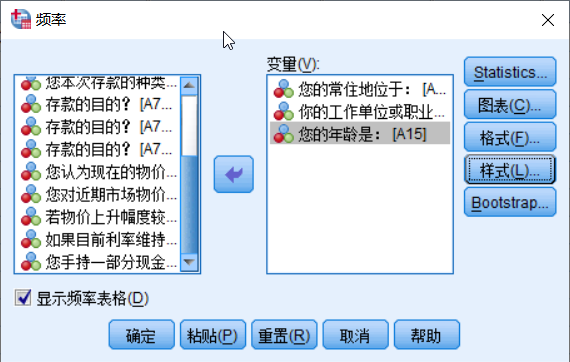 频率
您本次存款的种类...
存款的目的？ [A7...
存款的目的？ [A7...
存款的目的？ [A7...
您认为现在的物价...
您对近期市场物价...
若物价上升幅度较...
如果目前利率维持...
您手持一部分现金...
变量(V):
您的常住地位于： [A...
你的工作单位或职业...
您的年龄是： [A15]
Statistics...
图表(C)...
格式(F)...
样式(L)...
Bootstrap...
显示频率表格(D)
确定
粘贴(P)
重置(R)
取消
帮助